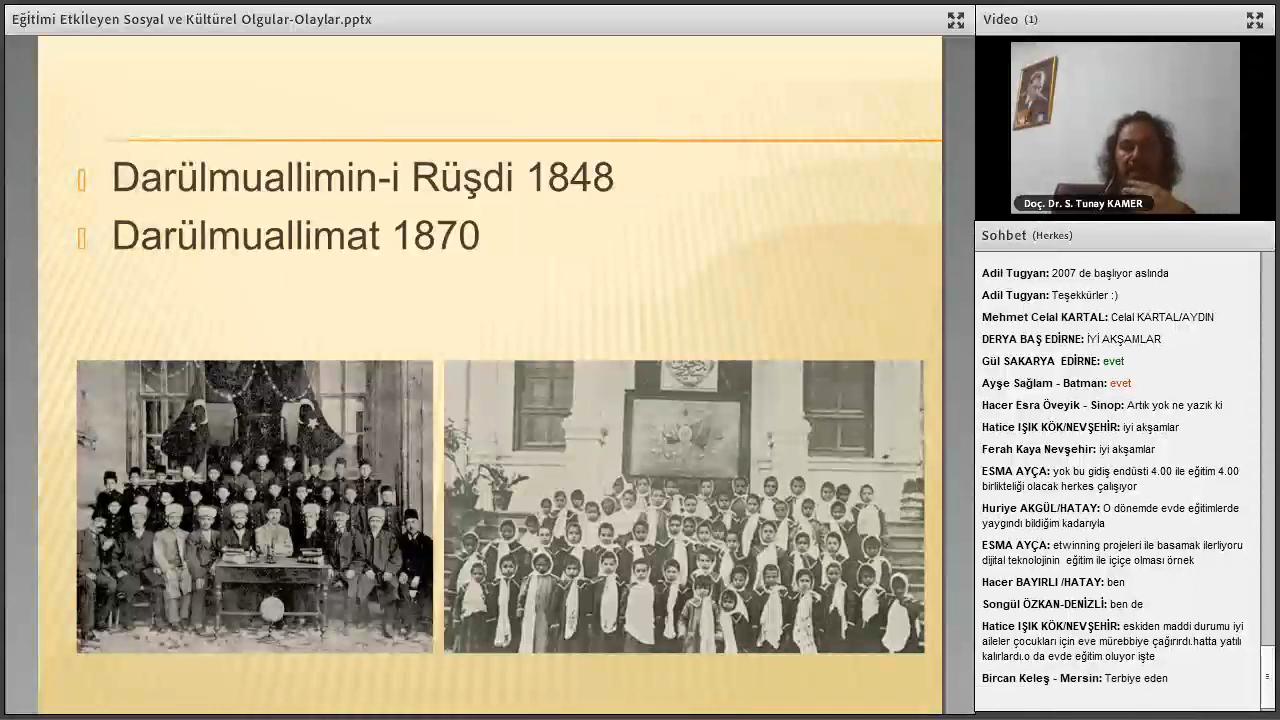 Eğitimi Etkileyen Sosyal ve Kültürel Olgular-Olaylar.pptx
Darülmuallimin-i Rüşdi 1848
Darülmuallimat 1870
Video (1)
Doç. Dr. S. Tunay KAMER
Sohbet (Herkes)
Adil Tugyan: 2007 de başlıyor aslında
Adil Tugyan: Teşekkürler :)
Mehmet Celal KARTAL: Celal KARTAL/AYDIN
DERYA BAŞ EDİRNE: İYİ AKŞAMLAR
Gül SAKARYA EDİRNE: evet
Ayşe Sağlam - Batman: evet
Hacer Esra Öveyik - Sinop: Artık yok ne yazık ki
Hatice IŞIK KÖK/NEVŞEHİR: iyi akşamlar
Ferah Kaya Nevşehir: iyi akşamlar
ESMA AYÇA: yok bu gidiş endüsti 4.00 ile eğitim 4.00
birlikteliği olacak herkes çalışıyor
Huriye AKGÜL/HATAY: O dönemde evde eğitimlerde
yaygındı bildiğim kadarıyla
ESMA AYÇA: etwinning projeleri ile basamak ilerliyoru
dijital teknolojinin eğitim ile içiçe olması örnek
Hacer BAYIRLI /HATAY: ben
Songül ÖZKAN-DENİZLİ: ben de
Hatice IŞIK KÖK/NEVŞEHİR: eskiden maddi durumu iyi
aileler çocukları için eve mürebbiye çağırırdı.hatta yatılı
kalırlardı.o da evde eğitim oluyor işte
Bircan Keleş - Mersin: Terbiye eden